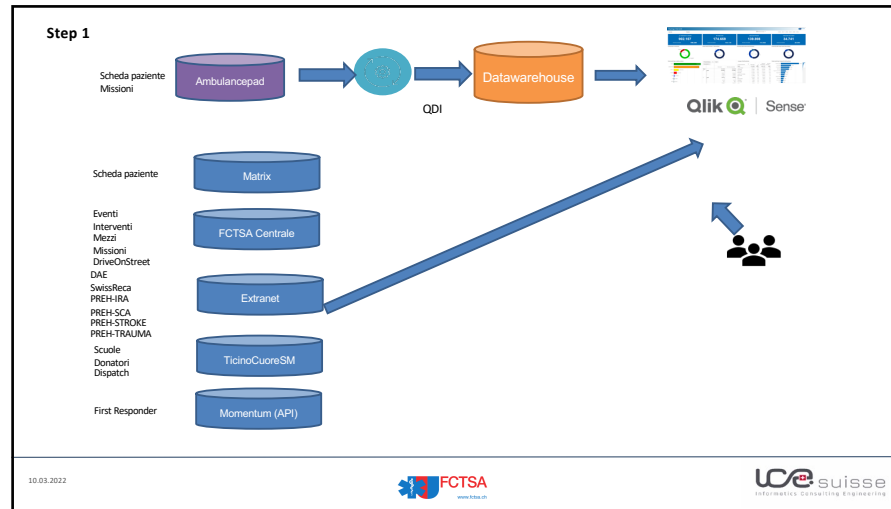 Step 1
Scheda paziente
Missioni
Ambulancepad
QDI
Datawarehouse
Qlik Q | Sense
Scheda paziente
Matrix
Eventi
Interventi
Mezzi
Missioni
DriveOnStreet
FCTSA Centrale
DAE
SwissReca
PREH-IRA
PREH-SCA
PREH-STROKE
PREH-TRAUMA
Extranet
Scuole
Donatori
Dispatch
TicinoCuoreSM
First Responder
Momentum (API)
10.03.2022
FCTSA
www.fctsa.ch
ice suisse
Informatics Consulting Engineering